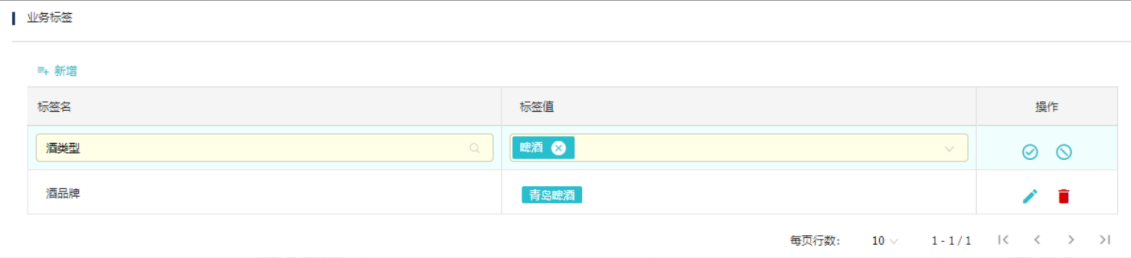 业务标签
新增
标签名 标签值 操作
酒类型 啤酒
酒品牌 青岛啤酒
每页行数: 10 1 - 1 / 1